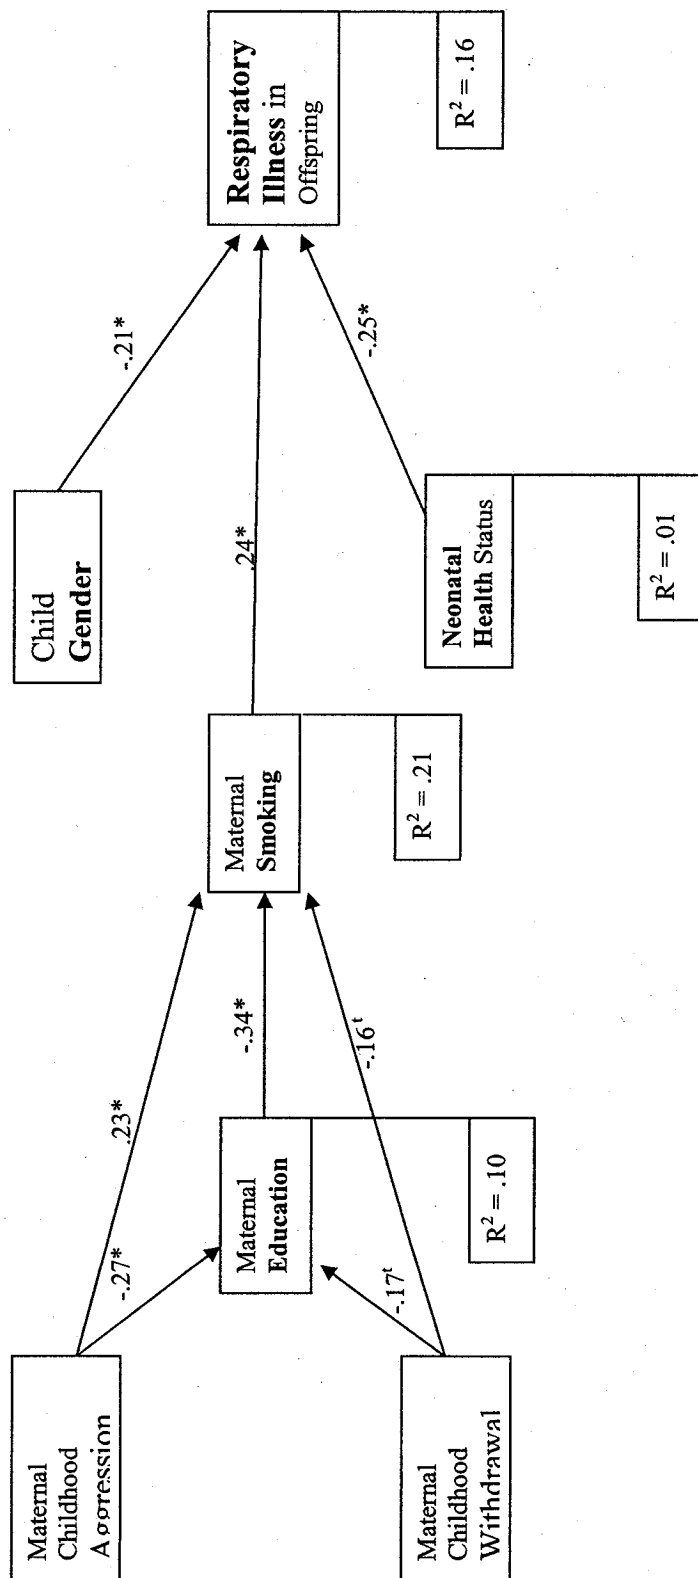 Maternal
Childhood
Aggression
Maternal
Childhood
Withdrawal
-.27*
.23*
-.17ᵗ
-.16ᵗ
Maternal
Education
R² = .10
-.34*
Maternal
Smoking
R² = .21
Child
Gender
.24*
Neonatal
Health Status
R² = .01
-.21*
-.25*
Respiratory
Illness in
Offspring
R² = .16